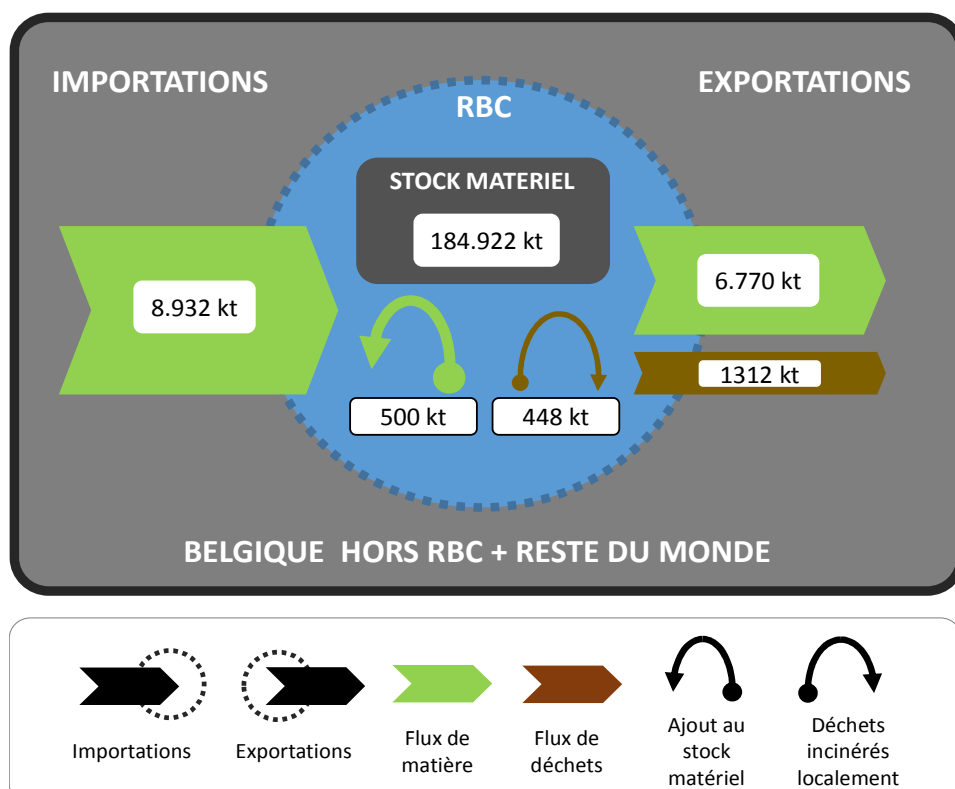 IMPORTATIONS
EXPORTATIONS
RBC
STOCK MATERIEL
184.922 kt
8.932 kt
6.770 kt
1312 kt
500 kt
448 kt
BELGIQUE HORS RBC + RESTE DU MONDE
Importations
Exportations
Flux de
matière
Flux de
déchets
Ajout au
stock
matériel
Déchets
incinérés
localement